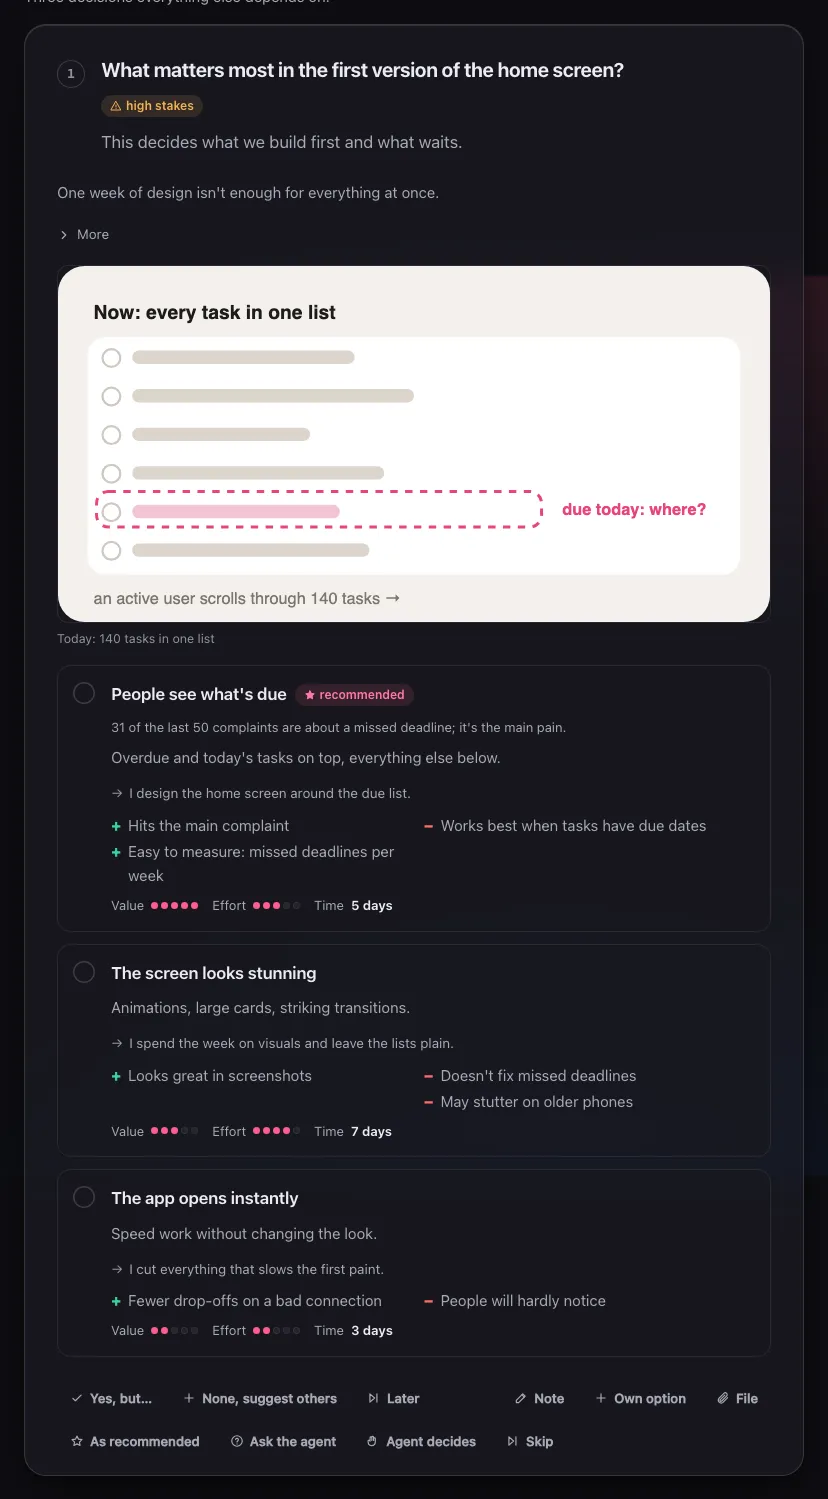 Three decisions everything else depends on.
1
What matters most in the first version of the home screen?
high stakes
This decides what we build first and what waits.
One week of design isn't enough for everything at once.
More
Now: every task in one list
due today: where?
an active user scrolls through 140 tasks →
Today: 140 tasks in one list
People see what's due
recommended
31 of the last 50 complaints are about a missed deadline; it's the main pain.
Overdue and today's tasks on top, everything else below.
→ I design the home screen around the due list.
+ Hits the main complaint
− Works best when tasks have due dates
+ Easy to measure: missed deadlines per
week
Value Effort Time 5 days
The screen looks stunning
Animations, large cards, striking transitions.
→ I spend the week on visuals and leave the lists plain.
+ Looks great in screenshots
− Doesn't fix missed deadlines
− May stutter on older phones
Value Effort Time 7 days
The app opens instantly
Speed work without changing the look.
→ I cut everything that slows the first paint.
+ Fewer drop-offs on a bad connection
− People will hardly notice
Value Effort Time 3 days
Yes, but... None, suggest others Later Note Own option File
As recommended Ask the agent Agent decides Skip